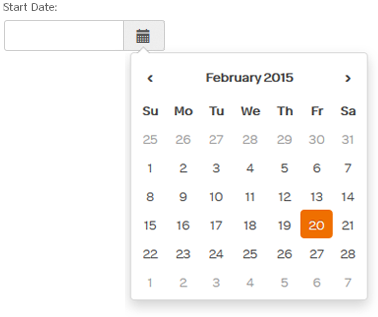 Start Date:
‹ February 2015 ›
Su Mo Tu We Th Fr Sa
25 26 27 28 29 30 31
1 2 3 4 5 6 7
8 9 10 11 12 13 14
15 16 17 18 19 20 21
22 23 24 25 26 27 28
1 2 3 4 5 6 7